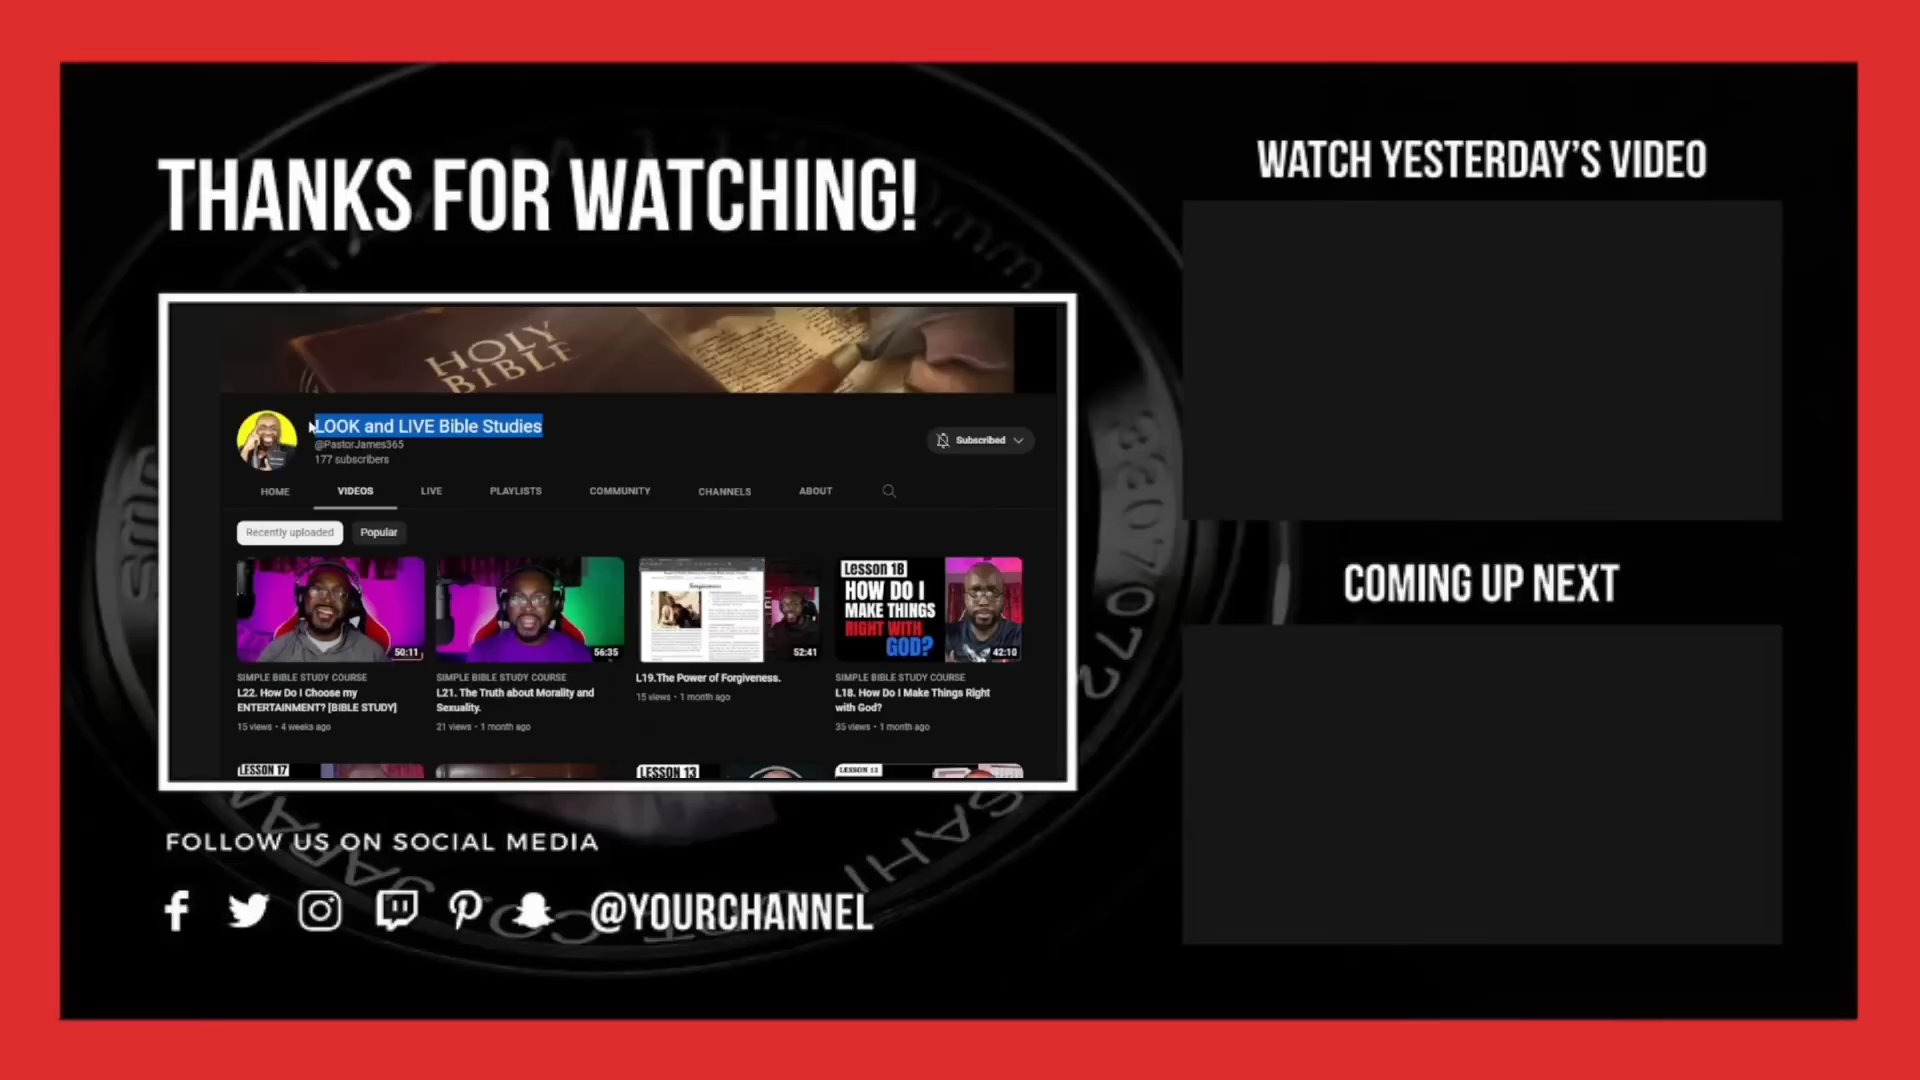 THANKS FOR WATCHING!
WATCH YESTERDAY'S VIDEO
HOLY
BIBLE
LOOK and LIVE Bible Studies
@PastorJames365
177 subscribers
Subscribed
HOME VIDEOS LIVE PLAYLISTS COMMUNITY CHANNELS ABOUT
Recently uploaded Popular
50:11
56:35
52:41
LESSON 18
HOW DO I
MAKE THINGS
RIGHT WITH
GOD?
42:10
SIMPLE BIBLE STUDY COURSE
L22. How Do I Choose my
ENTERTAINMENT? [BIBLE STUDY]
15 views • 4 weeks ago
SIMPLE BIBLE STUDY COURSE
L21. The Truth about Morality and
Sexuality.
21 views • 1 month ago
L19.The Power of Forgiveness.
15 views • 1 month ago
SIMPLE BIBLE STUDY COURSE
L18. How Do I Make Things Right
with God?
35 views • 1 month ago
LESSON 17
LESSON 13
COMING UP NEXT
FOLLOW US ON SOCIAL MEDIA
@YOURCHANNEL